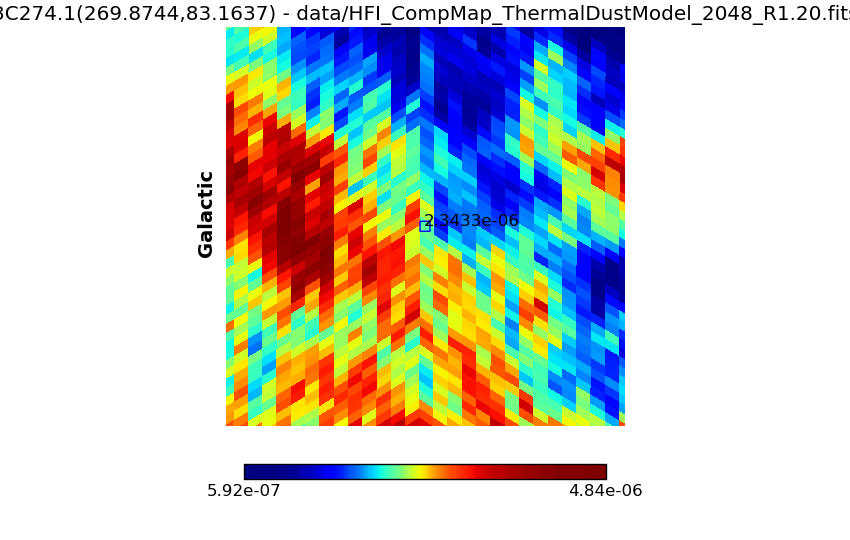 3C274.1(269.8744,83.1637) - data/HFI_CompMap_ThermalDustModel_2048_R1.20.fits
Galactic
2.3433e-06
5.92e-07
4.84e-06